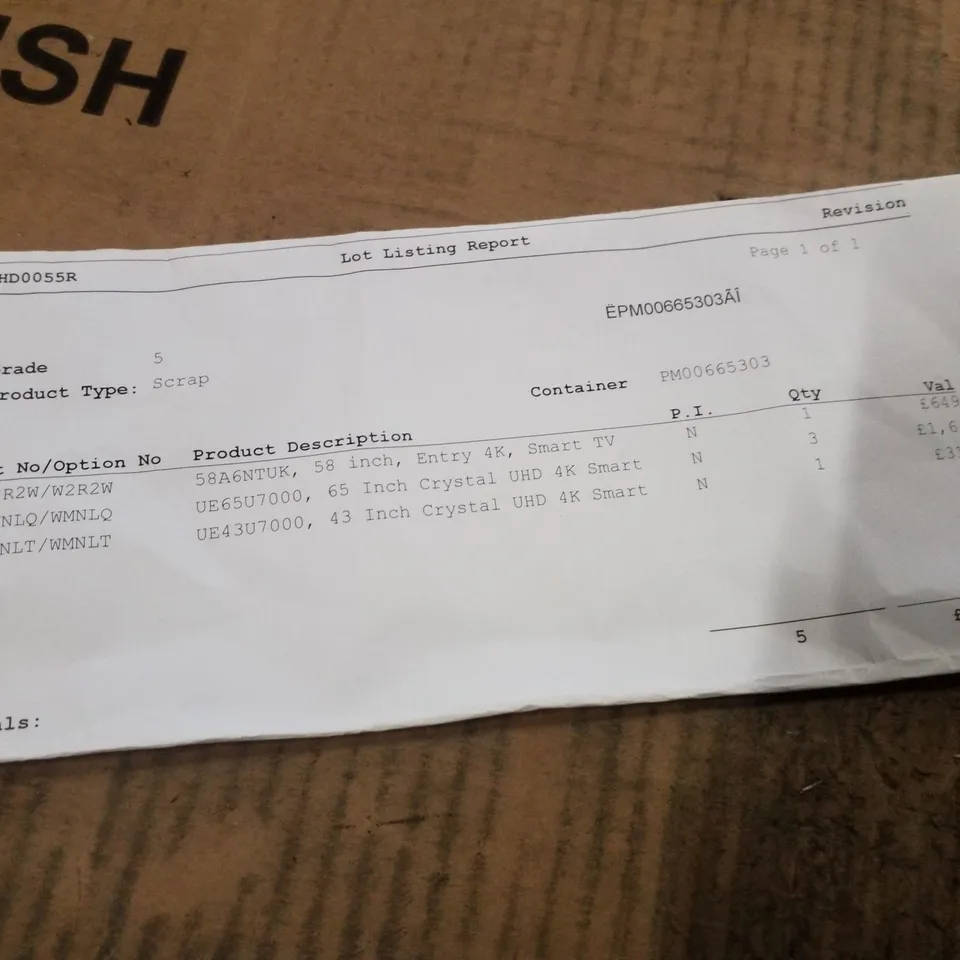 ISH
HD0055R Lot Listing Report Revision
Page 1 of 1
ËPM00665303ÃÎ
rade 5
roduct Type: Scrap Container PM00665303
t No/Option No Product Description P.I. Qty Val
R2W/W2R2W 58A6NTUK, 58 inch, Entry 4K, Smart TV N 1 £649
NLQ/WMNLQ UE65U7000, 65 Inch Crystal UHD 4K Smart N 3 £1,6
NLT/WMNLT UE43U7000, 43 Inch Crystal UHD 4K Smart N 1
5 £
ls: